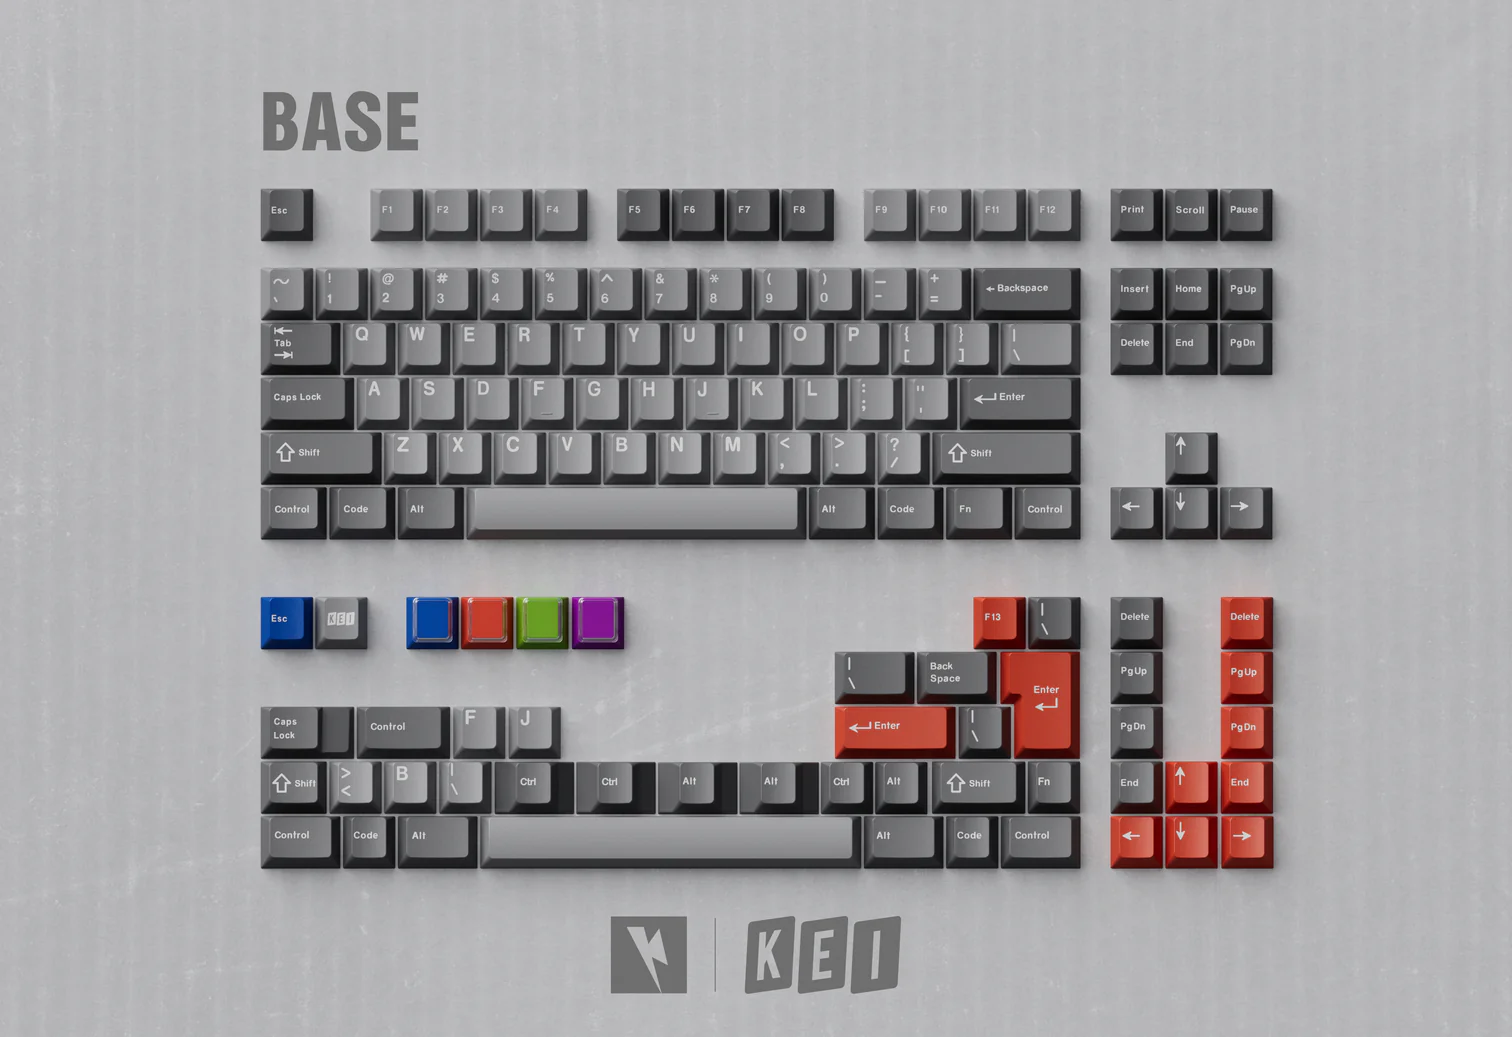 BASE
Esc F1 F2 F3 F4 F5 F6 F7 F8 F9 F10 F11 F12 Print Scroll Pause
~ ! @ # $ % ^ & * ( ) _ +
` 1 2 3 4 5 6 7 8 9 0 - = ← Backspace Insert Home PgUp
Tab Q W E R T Y U I O P { } |
[ ] \ Delete End PgDn
Caps Lock A S D F G H J K L : "
; ' Enter
Shift Z X C V B N M < > ?
, . / Shift ↑
Control Code Alt Alt Code Fn Control ← ↓ →
Esc KEI F13 | \ Delete Delete
| \ Back Space Enter PgUp PgUp
Caps Lock Control F J Enter | \ PgDn PgDn
Shift > < B | \ Ctrl Ctrl Alt Alt Ctrl Alt Shift Fn End ↑ End
Control Code Alt Alt Code Control ← ↓ →
KEI